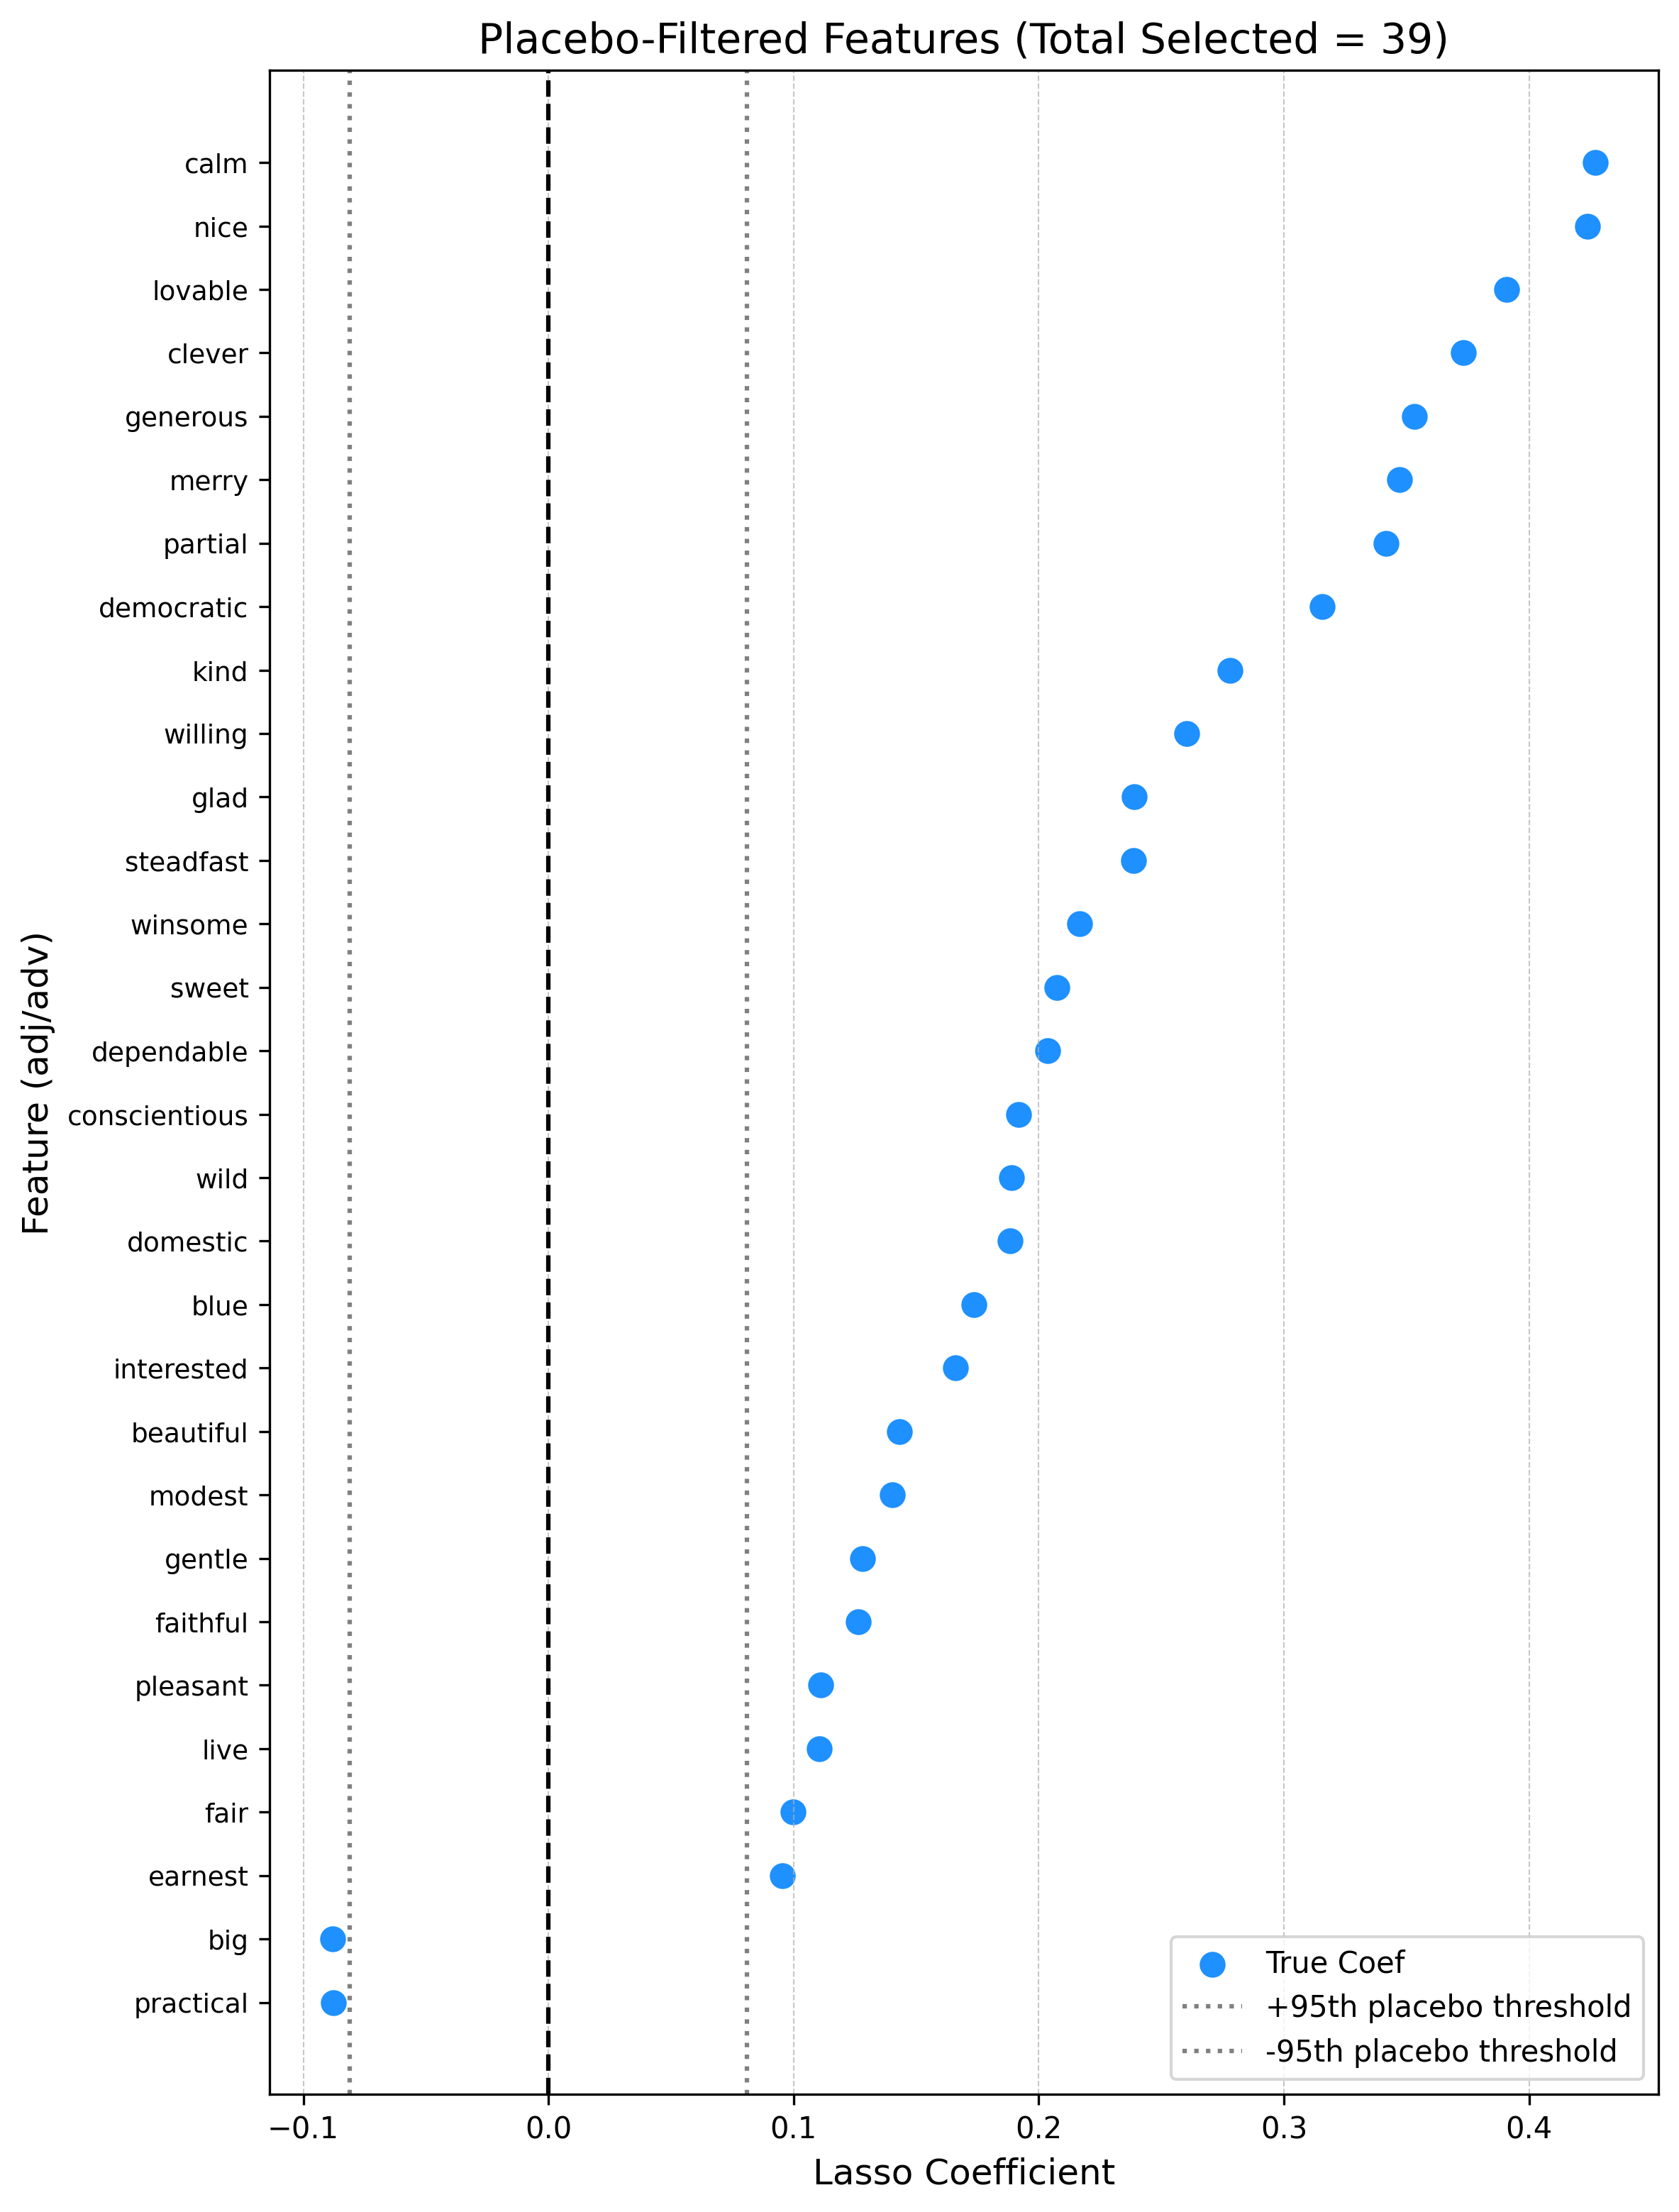 Placebo-Filtered Features (Total Selected = 39)
calm
nice
lovable
clever
generous
merry
partial
democratic
kind
willing
glad
steadfast
winsome
sweet
dependable
conscientious
wild
domestic
blue
interested
beautiful
modest
gentle
faithful
pleasant
live
fair
earnest
big
practical
Feature (adj/adv)
True Coef
+95th placebo threshold
-95th placebo threshold
−0.1 0.0 0.1 0.2 0.3 0.4
Lasso Coefficient